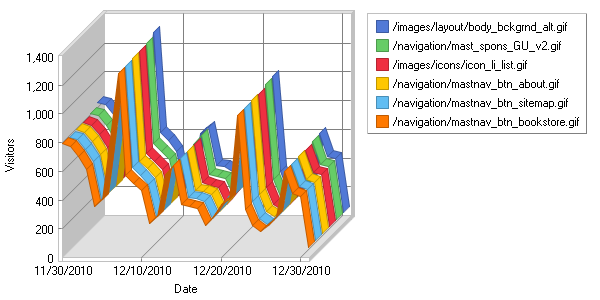 1,400
1,200
1,000
800
600
400
200
0
Visitors
11/30/2010 12/10/2010 12/20/2010 12/30/2010
Date
/images/layout/body_bckgrnd_alt.gif
/navigation/mast_spons_GU_v2.gif
/images/icons/icon_li_list.gif
/navigation/mastnav_btn_about.gif
/navigation/mastnav_btn_sitemap.gif
/navigation/mastnav_btn_bookstore.gif